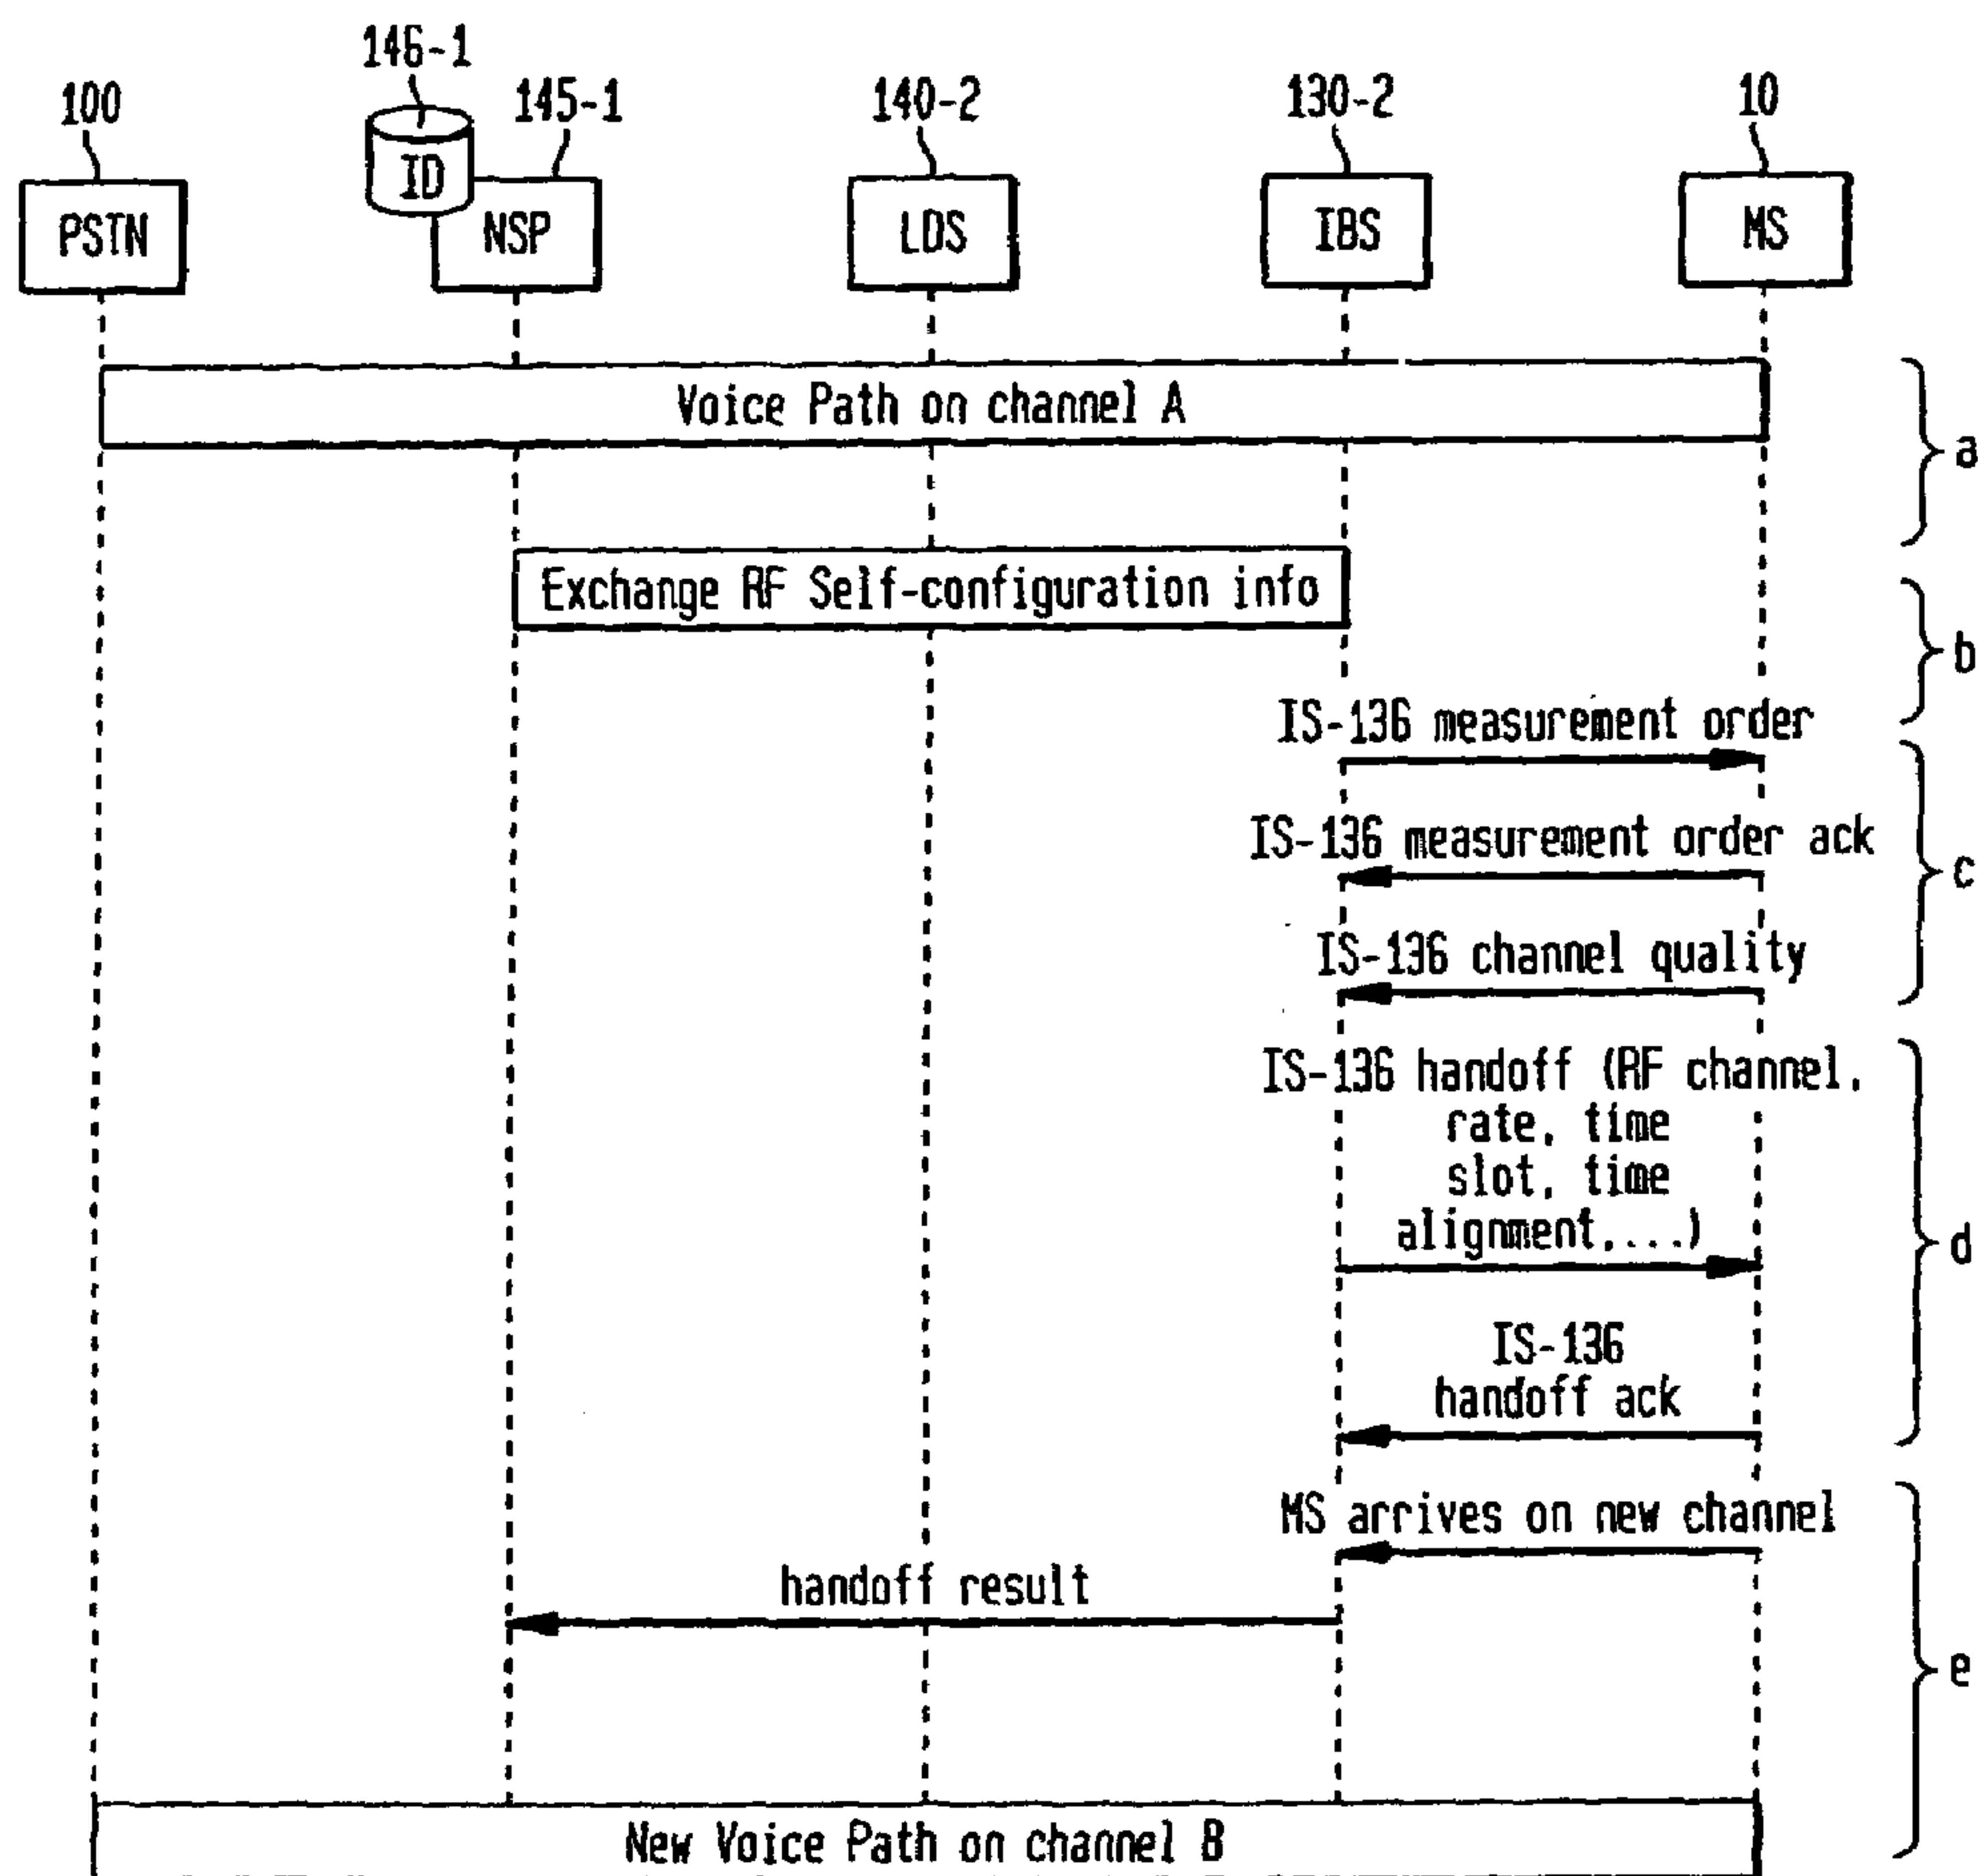 146-1
100
145-1
140-2
130-2
10
ID
PSTN
NSP
LDS
IBS
MS
Voice Path on channel A
a
Exchange RF Self-configuration info
b
IS-136 measurement order
IS-136 measurement order ack
c
IS-136 channel quality
IS-136 handoff (RF channel,
rate, time
slot, time
alignment,...)
d
IS-136
handoff ack
MS arrives on new channel
handoff result
e
New Voice Path on channel B